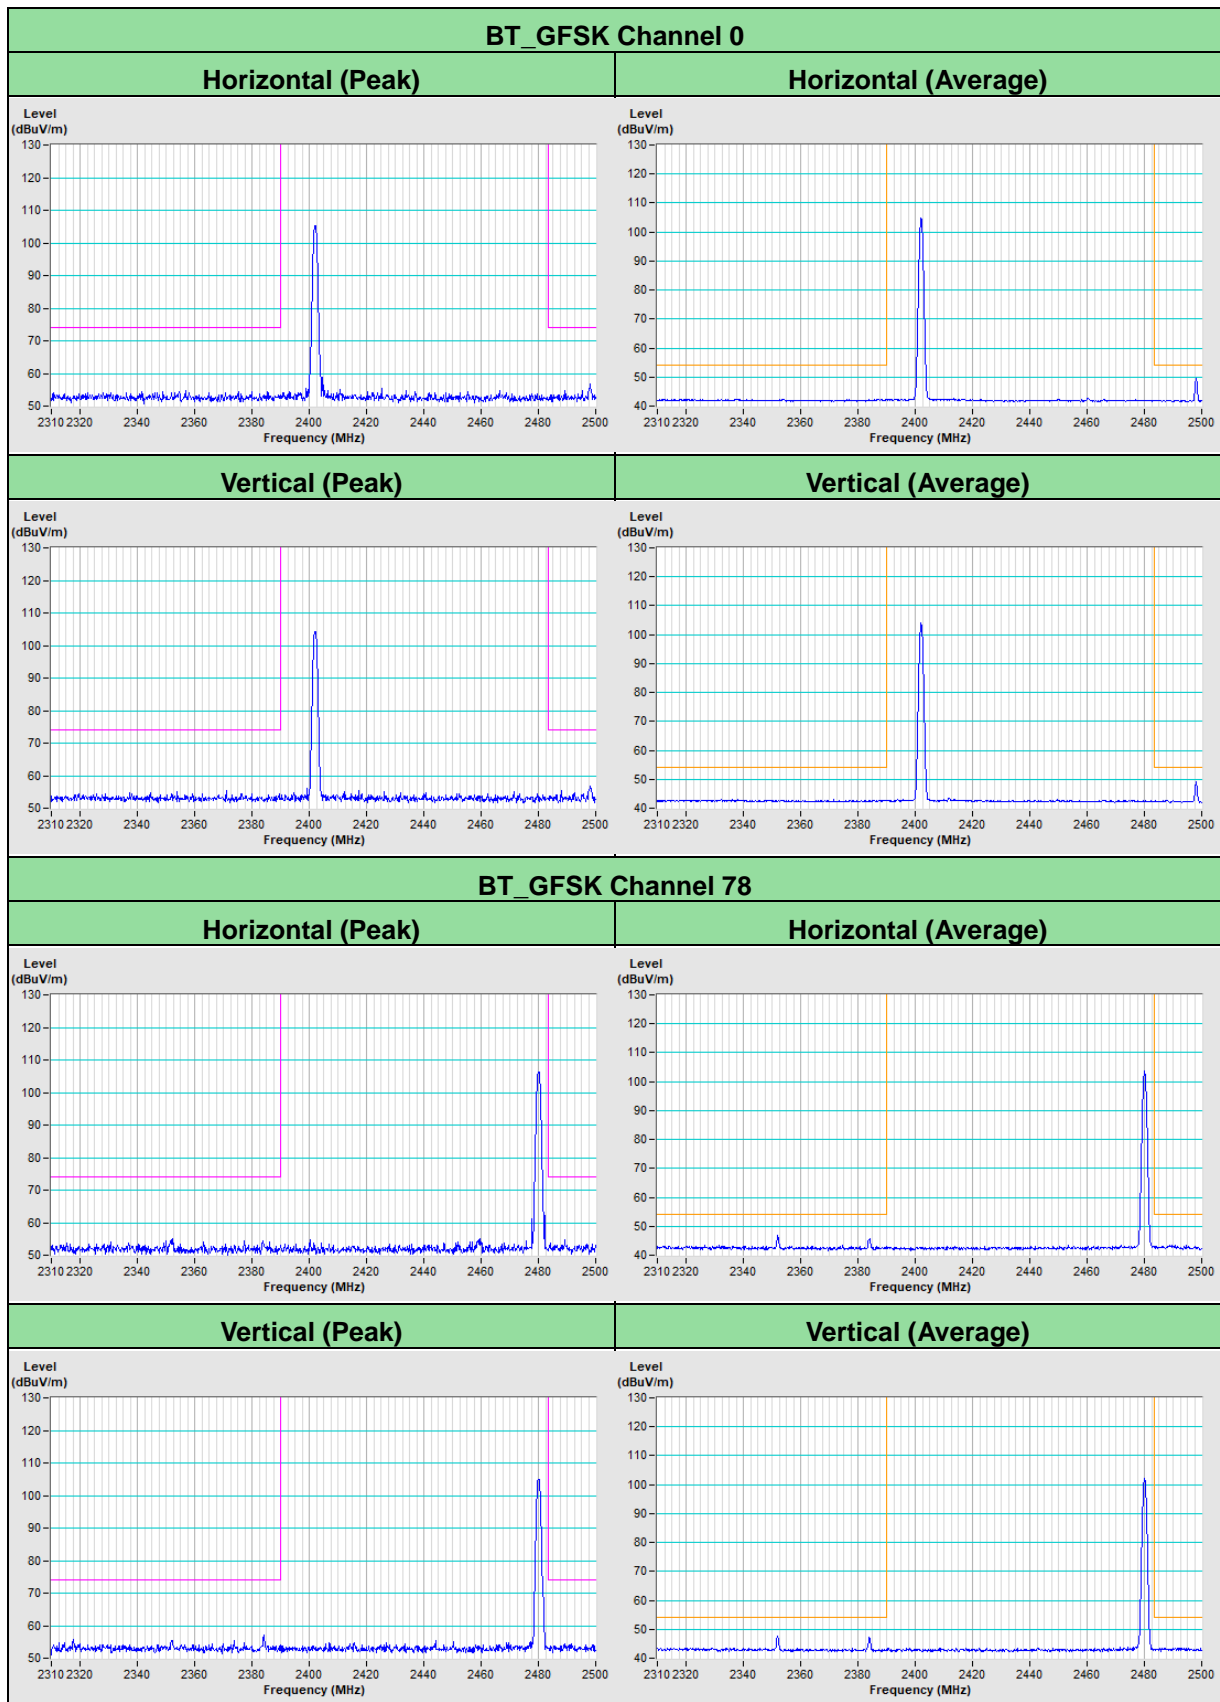 BT_GFSK Channel 0
Horizontal (Peak) Horizontal (Average)
Level Level
(dBuV/m) (dBuV/m)
130 130
120 120
110 110
100 100
90 90
80 80
70 70
60 60
50 50
40
2310 2320 2340 2360 2380 2400 2420 2440 2460 2480 2500 2310 2320 2340 2360 2380 2400 2420 2440 2460 2480 2500
Frequency (MHz) Frequency (MHz)
Vertical (Peak) Vertical (Average)
Level Level
(dBuV/m) (dBuV/m)
130 130
120 120
110 110
100 100
90 90
80 80
70 70
60 60
50 50
40
2310 2320 2340 2360 2380 2400 2420 2440 2460 2480 2500 2310 2320 2340 2360 2380 2400 2420 2440 2460 2480 2500
Frequency (MHz) Frequency (MHz)
BT_GFSK Channel 78
Horizontal (Peak) Horizontal (Average)
Level Level
(dBuV/m) (dBuV/m)
130 130
120 120
110 110
100 100
90 90
80 80
70 70
60 60
50 50
40
2310 2320 2340 2360 2380 2400 2420 2440 2460 2480 2500 2310 2320 2340 2360 2380 2400 2420 2440 2460 2480 2500
Frequency (MHz) Frequency (MHz)
Vertical (Peak) Vertical (Average)
Level Level
(dBuV/m) (dBuV/m)
130 130
120 120
110 110
100 100
90 90
80 80
70 70
60 60
50 50
40
2310 2320 2340 2360 2380 2400 2420 2440 2460 2480 2500 2310 2320 2340 2360 2380 2400 2420 2440 2460 2480 2500
Frequency (MHz) Frequency (MHz)